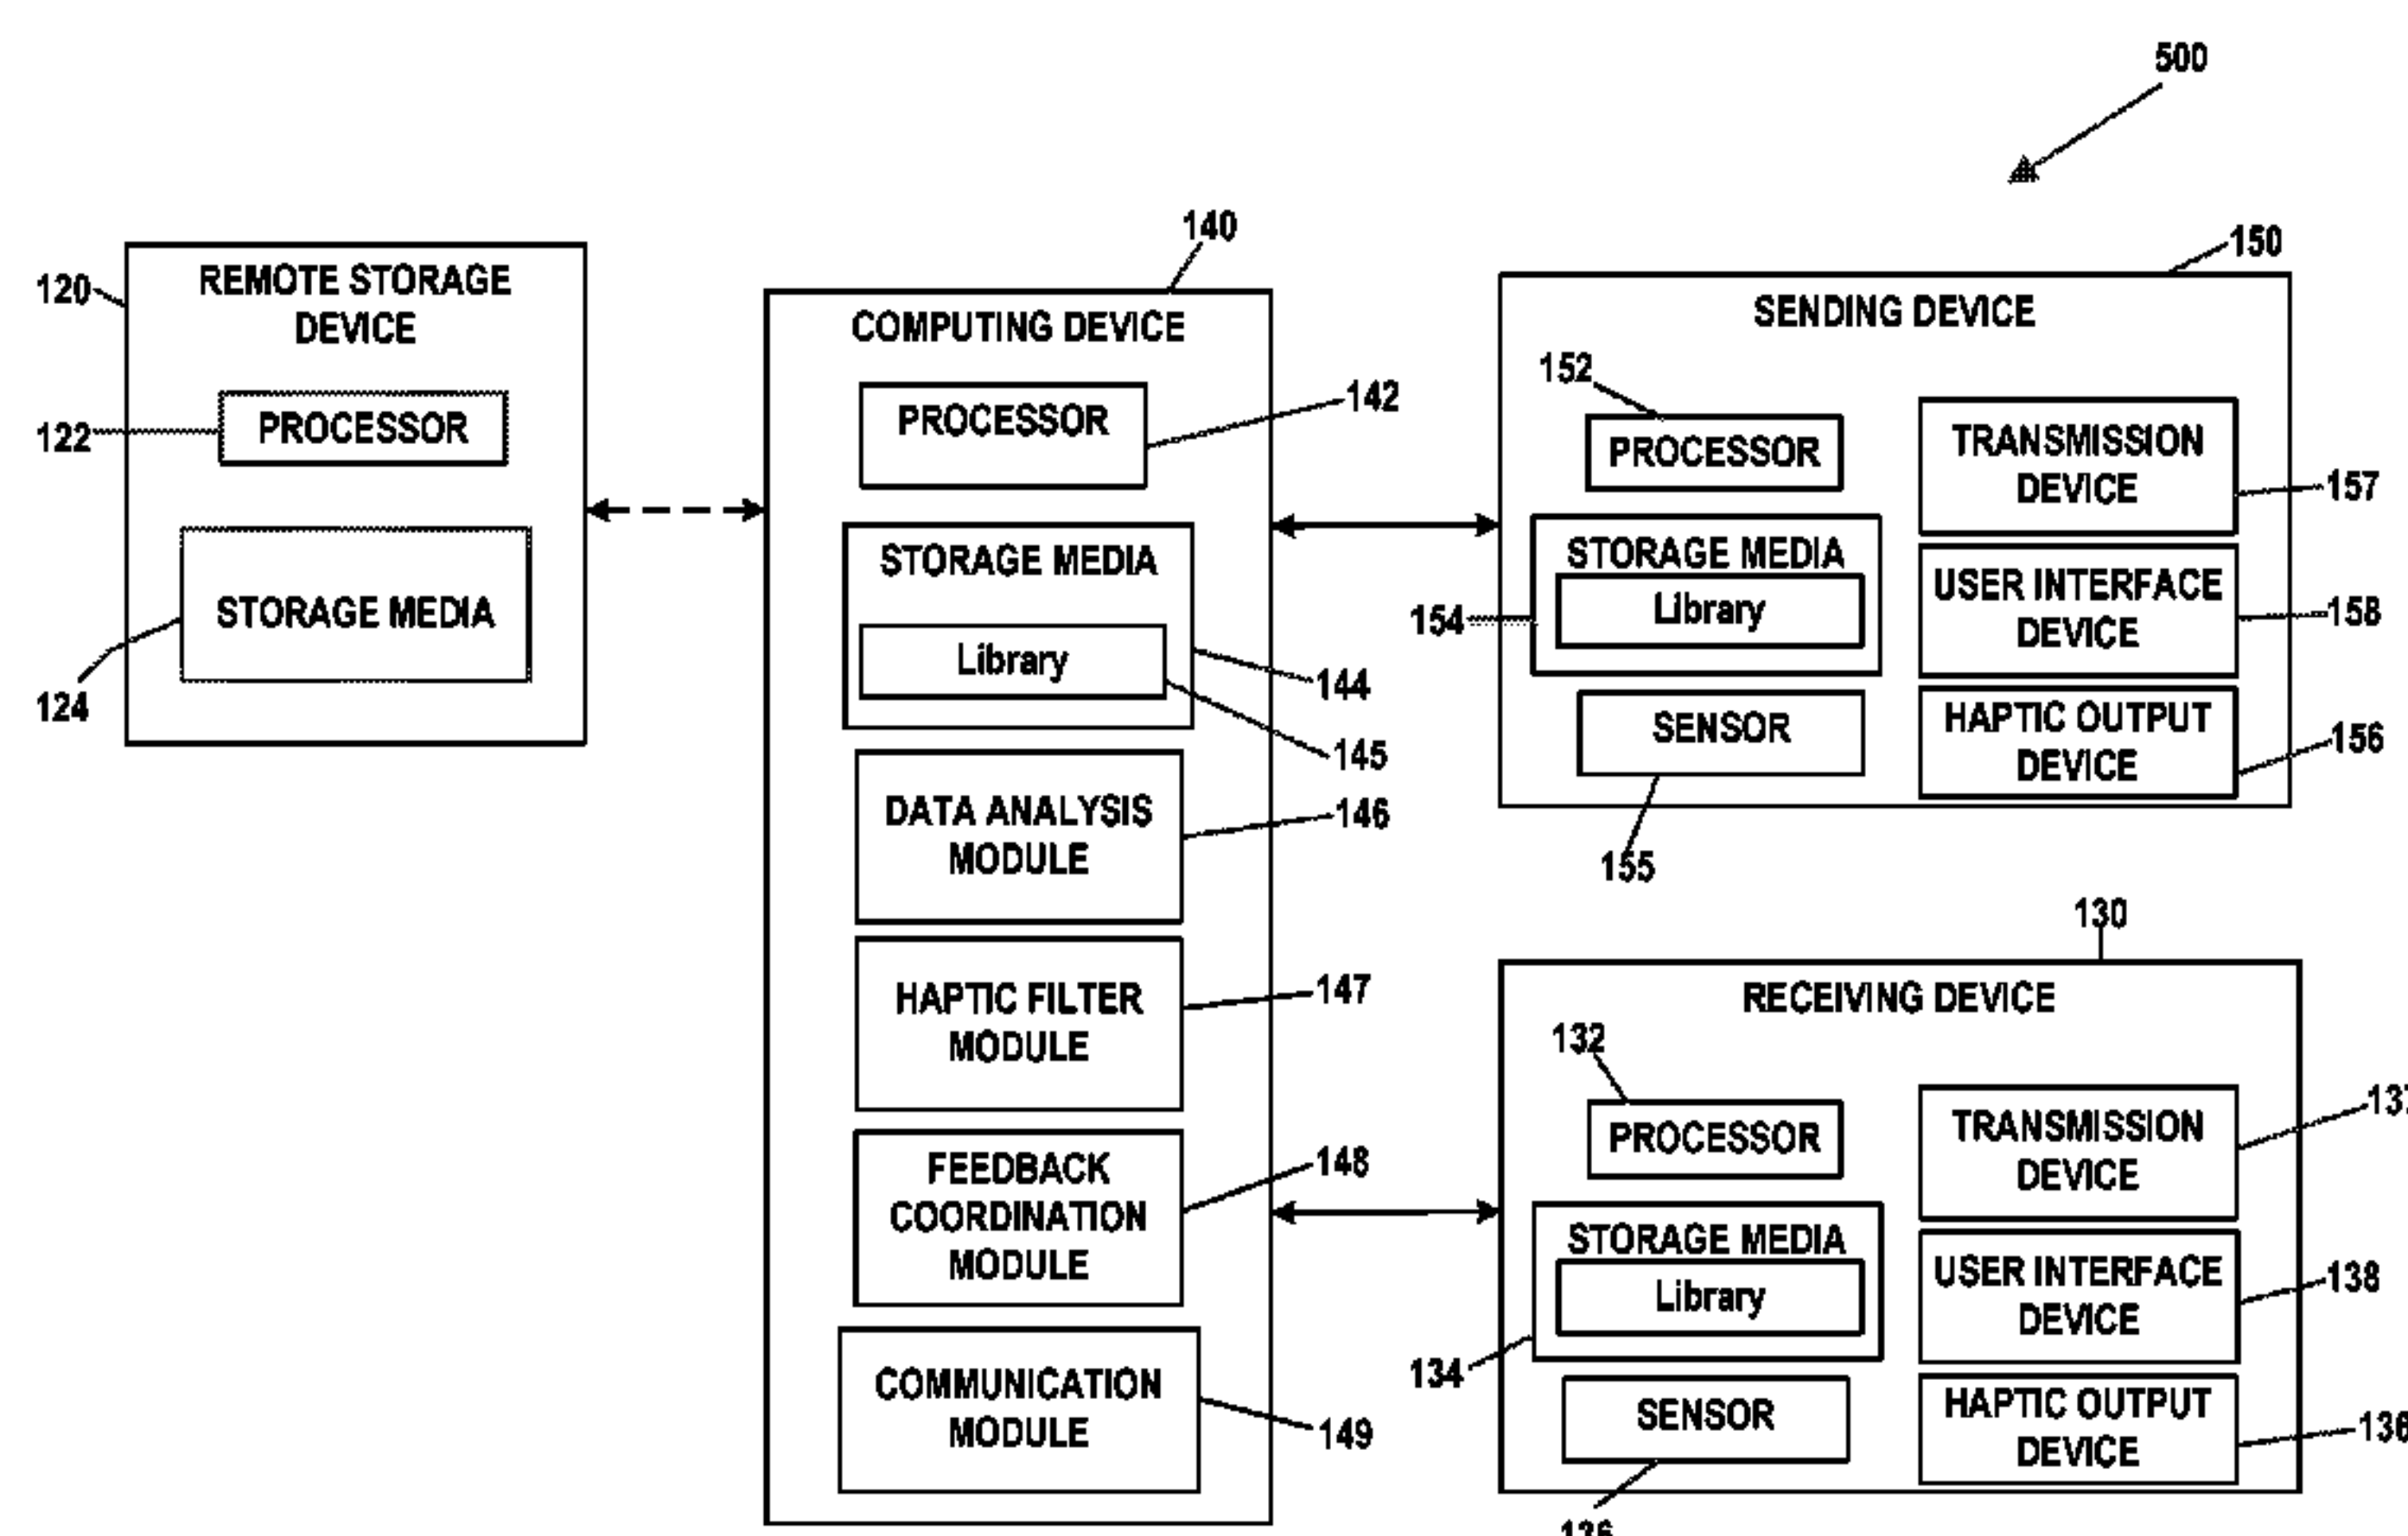 500
120
REMOTE STORAGE
DEVICE
122
PROCESSOR
STORAGE MEDIA
124
140
COMPUTING DEVICE
PROCESSOR
142
STORAGE MEDIA
Library
144
145
DATA ANALYSIS
MODULE
146
HAPTIC FILTER
MODULE
147
FEEDBACK
COORDINATION
MODULE
148
COMMUNICATION
MODULE
149
150
SENDING DEVICE
152
PROCESSOR
STORAGE MEDIA
Library
154
SENSOR
155
TRANSMISSION
DEVICE
157
USER INTERFACE
DEVICE
158
HAPTIC OUTPUT
DEVICE
156
130
RECEIVING DEVICE
132
PROCESSOR
STORAGE MEDIA
Library
134
SENSOR
TRANSMISSION
DEVICE
137
USER INTERFACE
DEVICE
138
HAPTIC OUTPUT
DEVICE
136